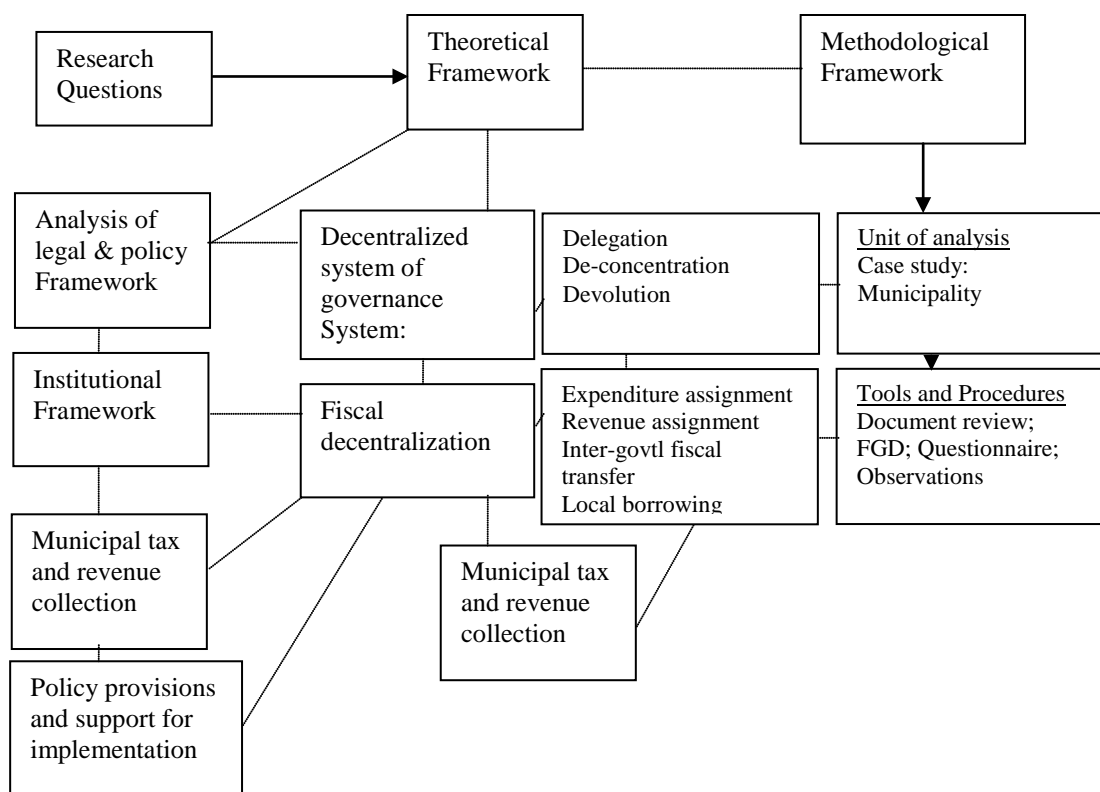 Research
Questions
Theoretical
Framework
Methodological
Framework
Analysis of
legal & policy
Framework
Decentralized
system of
governance
System:
Delegation
De-concentration
Devolution
Unit of analysis
Case study:
Municipality
Institutional
Framework
Fiscal
decentralization
Expenditure assignment
Revenue assignment
Inter-govtl fiscal
transfer
Local borrowing
Tools and Procedures
Document review;
FGD; Questionnaire;
Observations
Municipal tax
and revenue
collection
Municipal tax
and revenue
collection
Policy provisions
and support for
implementation